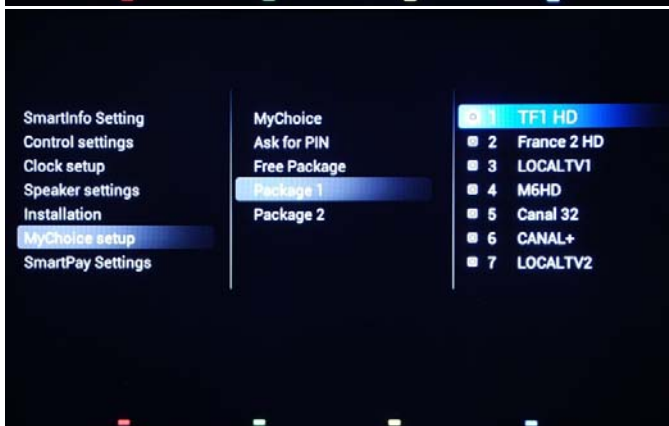 SmartInfo Setting
Control settings
Clock setup
Speaker settings
Installation
MyChoice setup
SmartPay Settings
MyChoice
Ask for PIN
Free Package
Package 1
Package 2
1 TF1 HD
2 France 2 HD
3 LOCALTV1
4 M6HD
5 Canal 32
6 CANAL+
7 LOCALTV2